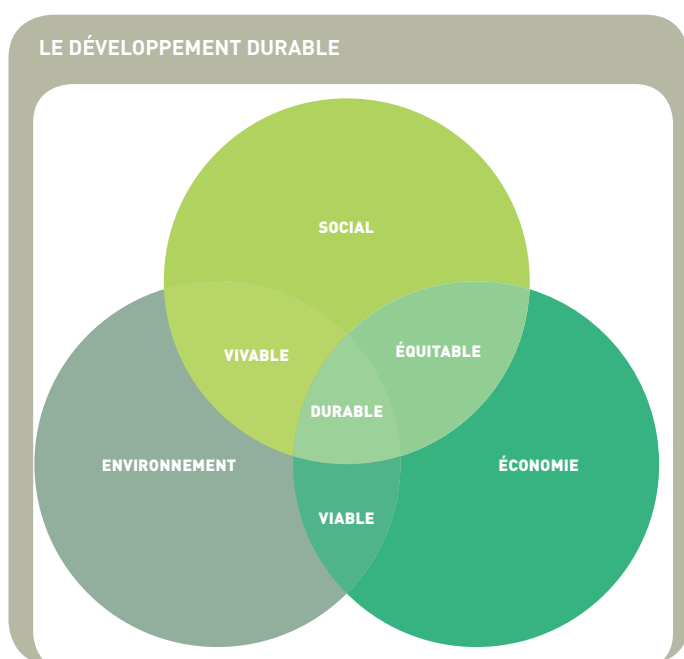 LE DÉVELOPPEMENT DURABLE
SOCIAL
VIVABLE
ÉQUITABLE
DURABLE
ENVIRONNEMENT
ÉCONOMIE
VIABLE